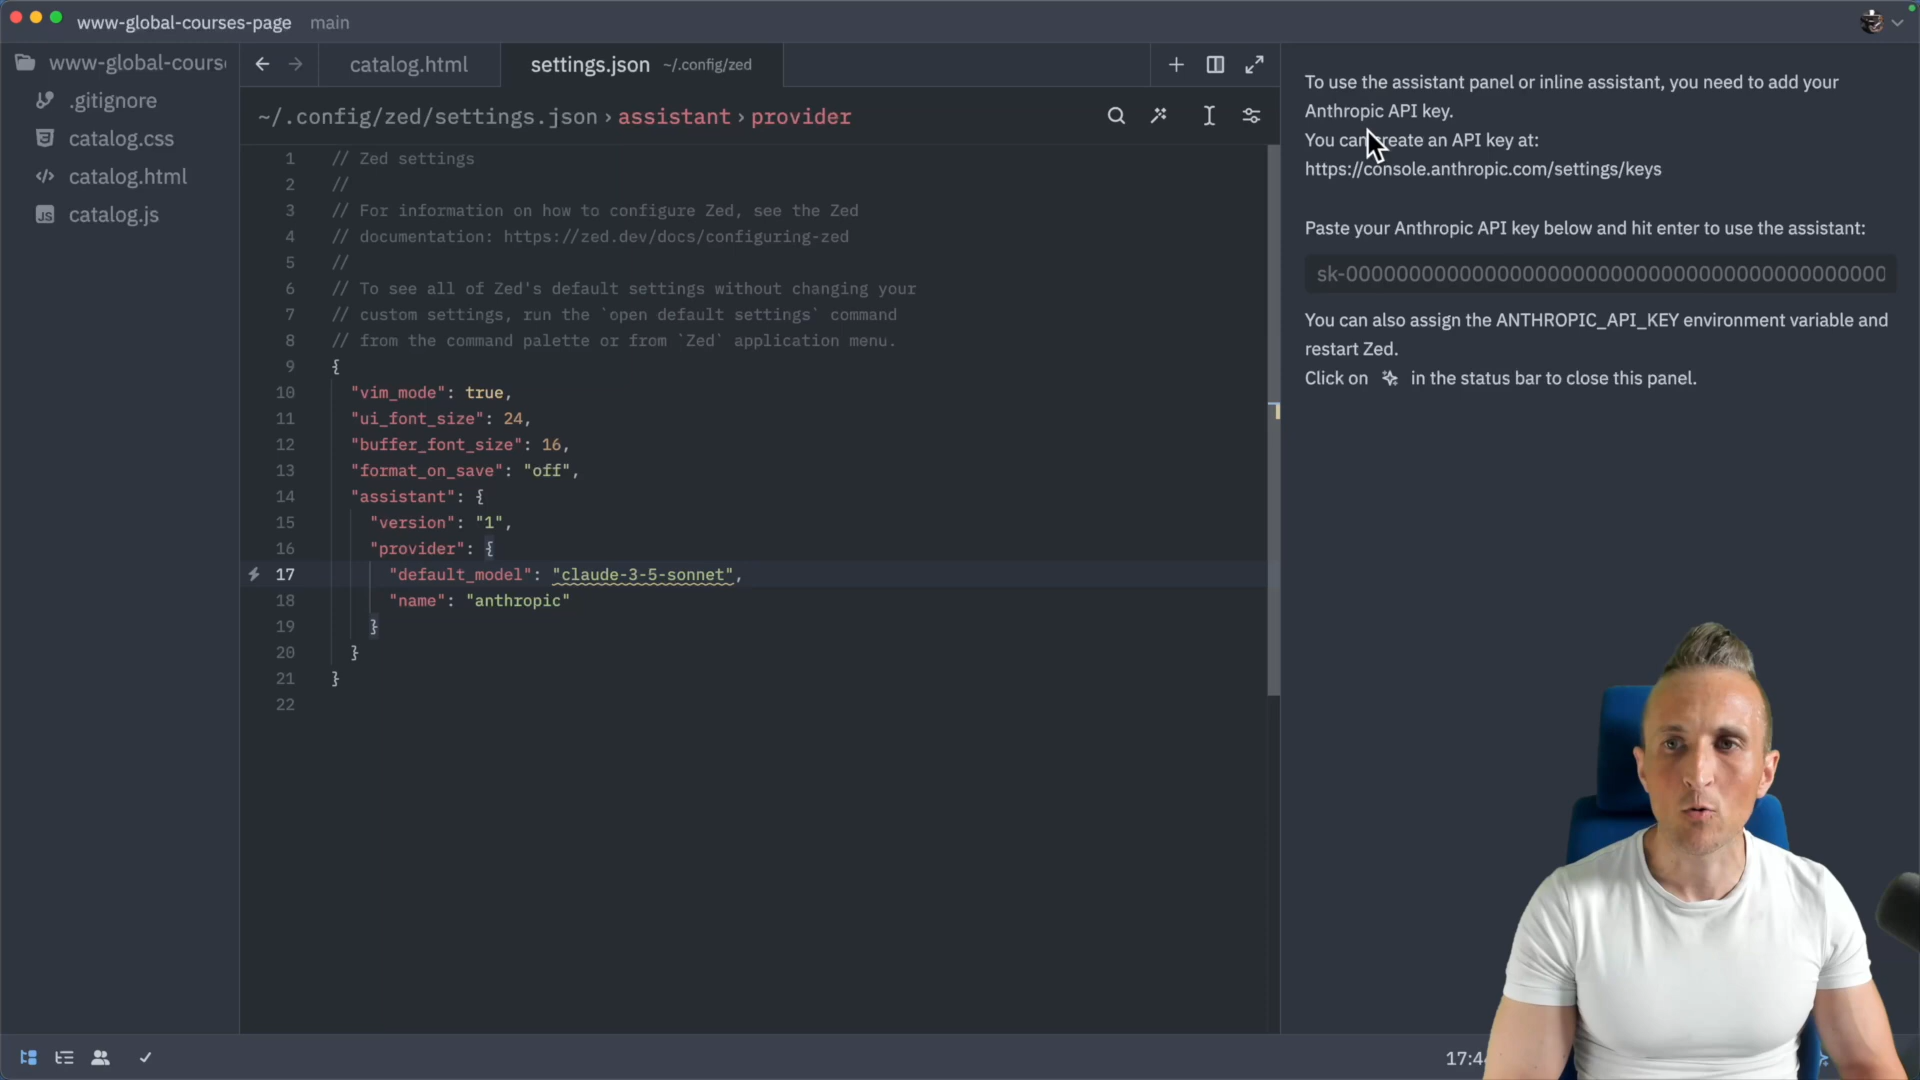 www-global-courses-page main
www-global-cours
.gitignore
catalog.css
catalog.html
catalog.js
catalog.html
settings.json ~/.config/zed
~/.config/zed/settings.json › assistant › provider
1 // Zed settings
2 //
3 // For information on how to configure Zed, see the Zed
4 // documentation: https://zed.dev/docs/configuring-zed
5 //
6 // To see all of Zed's default settings without changing your
7 // custom settings, run the `open default settings` command
8 // from the command palette or from `Zed` application menu.
9 {
10 "vim_mode": true,
11 "ui_font_size": 24,
12 "buffer_font_size": 16,
13 "format_on_save": "off",
14 "assistant": {
15 "version": "1",
16 "provider": {
17 "default_model": "claude-3-5-sonnet",
18 "name": "anthropic"
19 }
20 }
21 }
22
To use the assistant panel or inline assistant, you need to add your
Anthropic API key.
You can create an API key at:
https://console.anthropic.com/settings/keys
Paste your Anthropic API key below and hit enter to use the assistant:
sk-000000000000000000000000000000000000000000
You can also assign the ANTHROPIC_API_KEY environment variable and
restart Zed.
Click on in the status bar to close this panel.